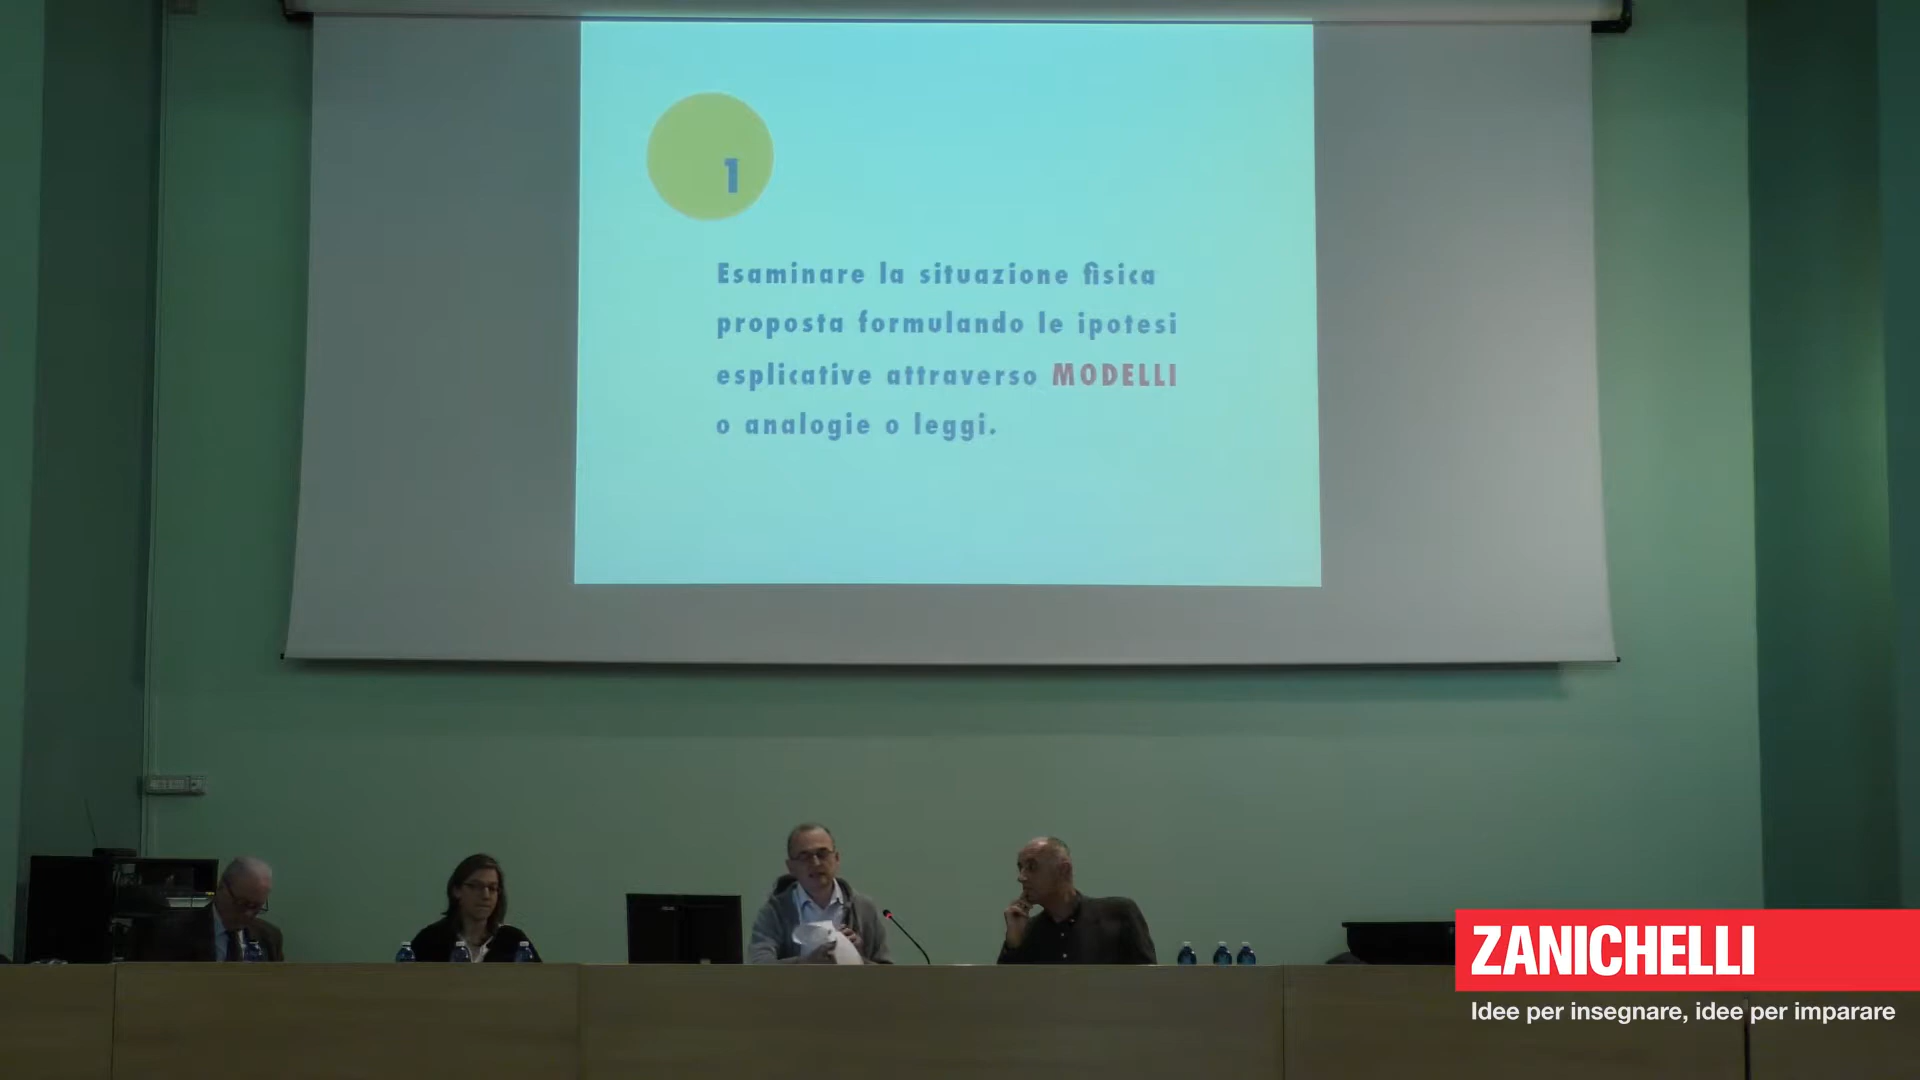 1
Esaminare la situazione fisica
proposta formulando le ipotesi
esplicative attraverso MODELLI
o analogie o leggi.
ZANICHELLI
Idee per insegnare, idee per imparare